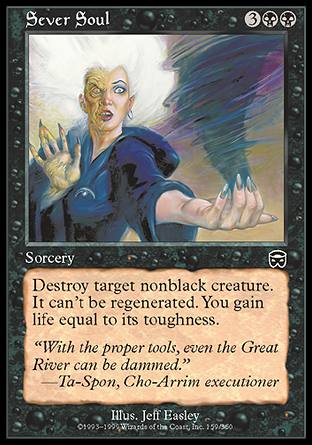 Sever Soul 3
Sorcery
Destroy target nonblack creature.
It can't be regenerated. You gain
life equal to its toughness.
"With the proper tools, even the Great
River can be dammed."
—Ta-Spon, Cho-Arrim executioner
Illus. Jeff Easley
©1993–1999 Wizards of the Coast, Inc. 159/350